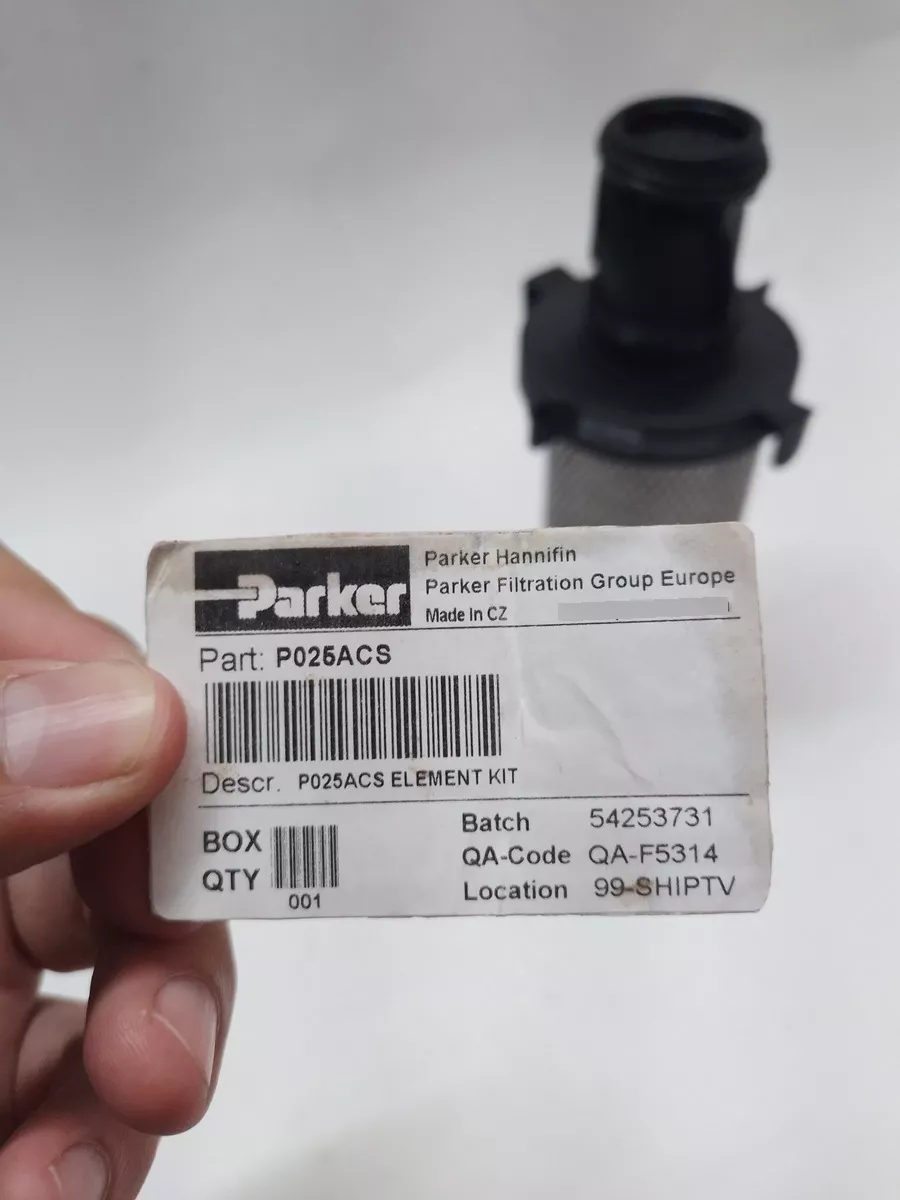 Parker
Parker Hannifin
Parker Filtration Group Europe
Made In CZ
Part: P025ACS
Descr. P025ACS ELEMENT KIT
BOX
QTY
001
Batch 54253731
QA-Code QA-F5314
Location 99-SHIPTV